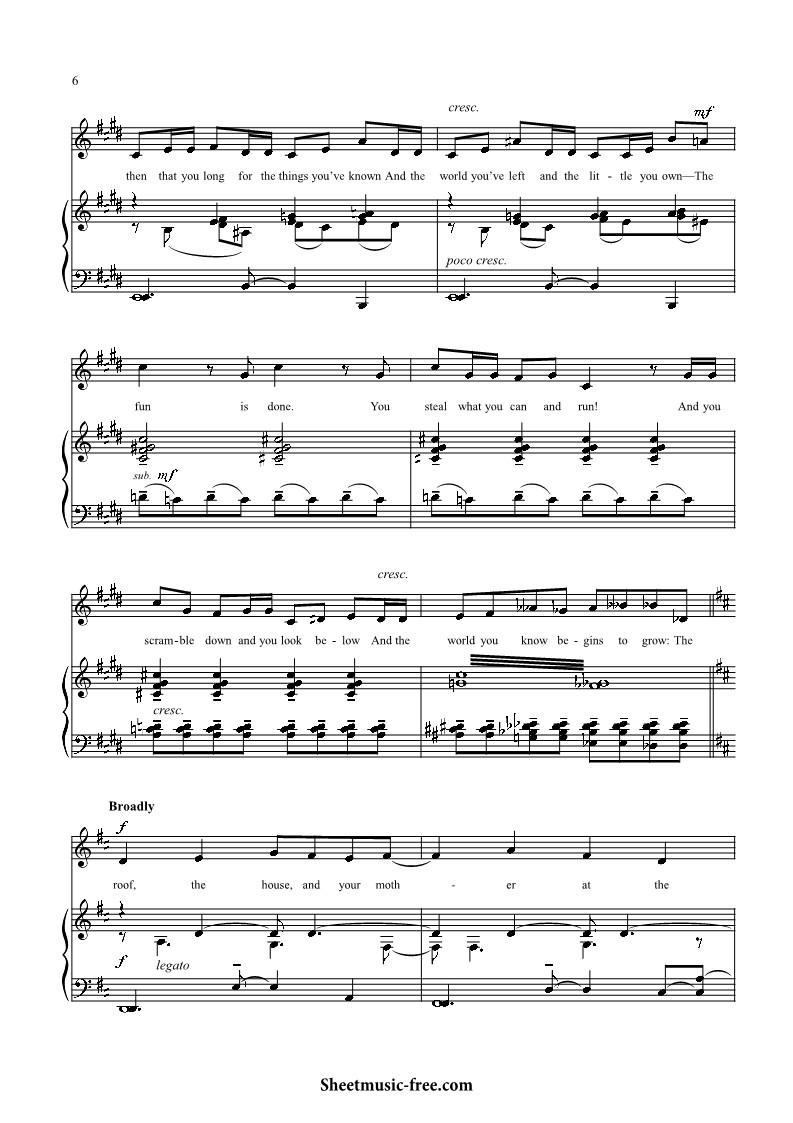 6
cresc.
mf
then that you long for the things you've known And the world you've left and the lit - tle you own—The
poco cresc.
fun is done. You steal what you can and run! And you
sub. mf
cresc.
scram-ble down and you look be - low And the world you know be - gins to grow: The
cresc.
Broadly
f
roof, the house, and your moth - er at the
f legato
Sheetmusic-free.com